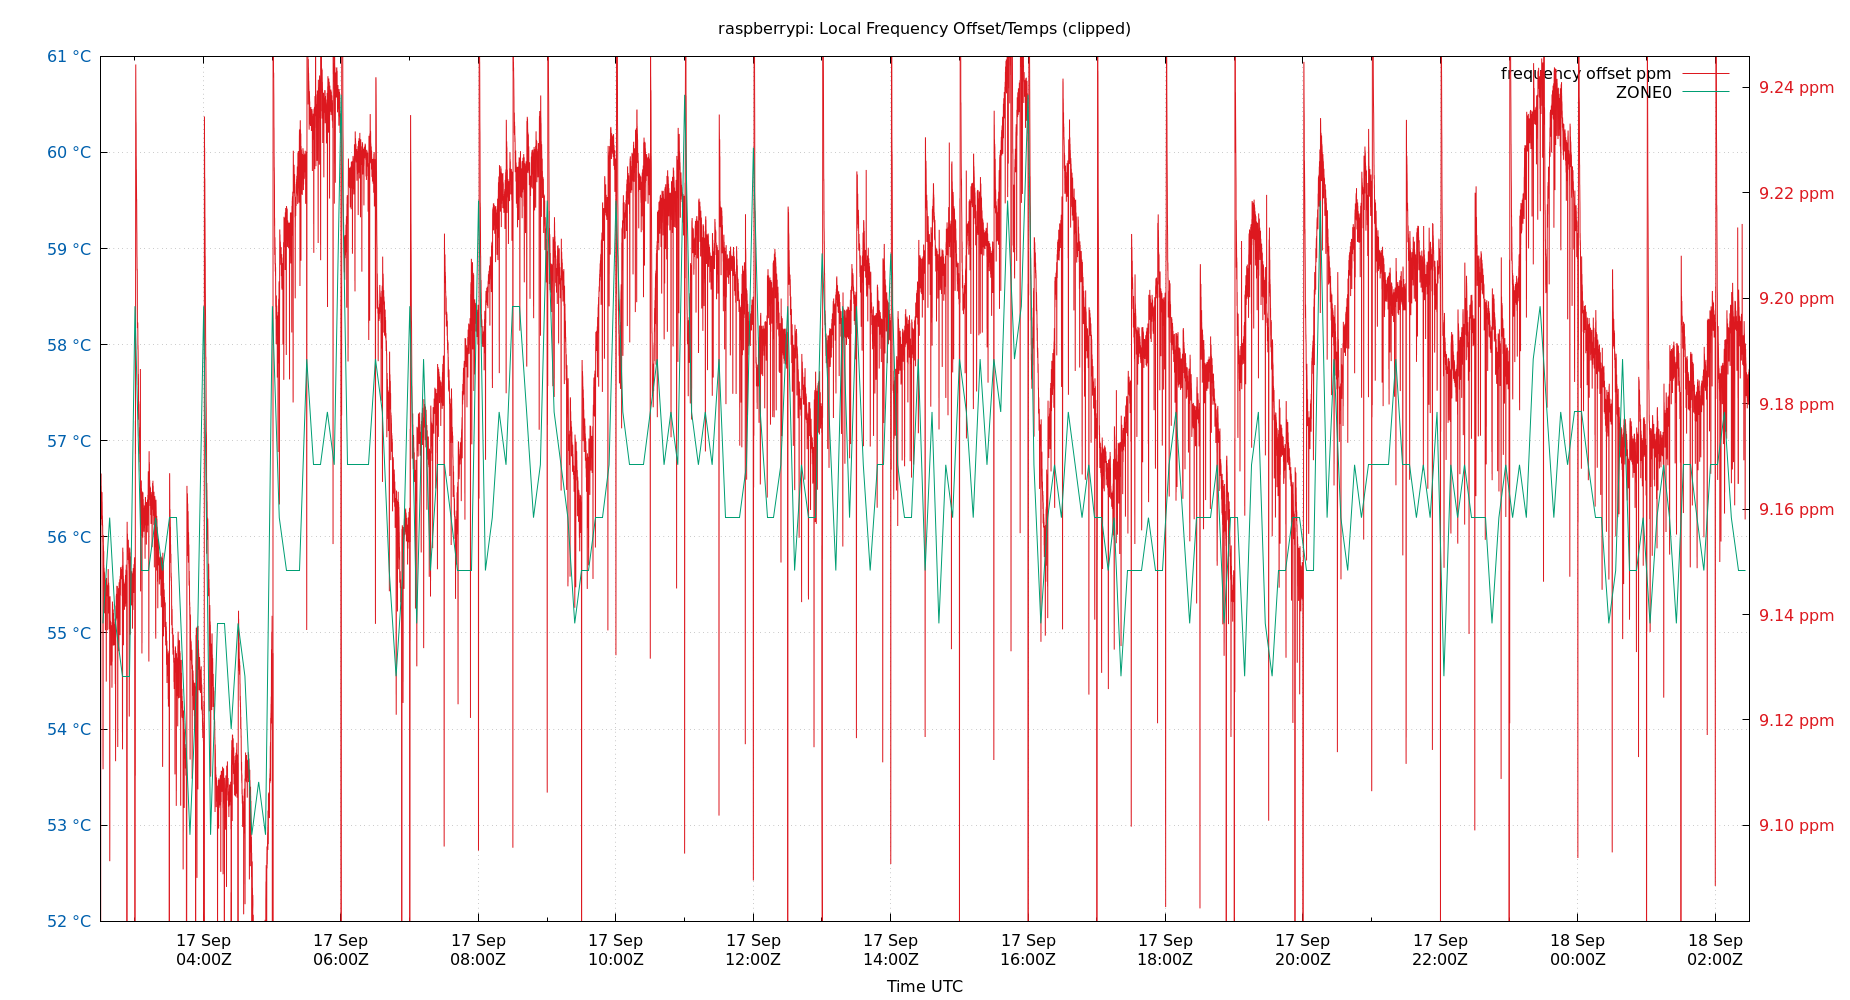 raspberrypi: Local Frequency Offset/Temps (clipped)
61 °C
60 °C
59 °C
58 °C
57 °C
56 °C
55 °C
54 °C
53 °C
52 °C
frequency offset ppm
ZONE0
9.24 ppm
9.22 ppm
9.20 ppm
9.18 ppm
9.16 ppm
9.14 ppm
9.12 ppm
9.10 ppm
17 Sep 17 Sep 17 Sep 17 Sep 17 Sep 17 Sep 17 Sep 17 Sep 17 Sep 17 Sep 18 Sep 18 Sep
04:00Z 06:00Z 08:00Z 10:00Z 12:00Z 14:00Z 16:00Z 18:00Z 20:00Z 22:00Z 00:00Z 02:00Z
Time UTC